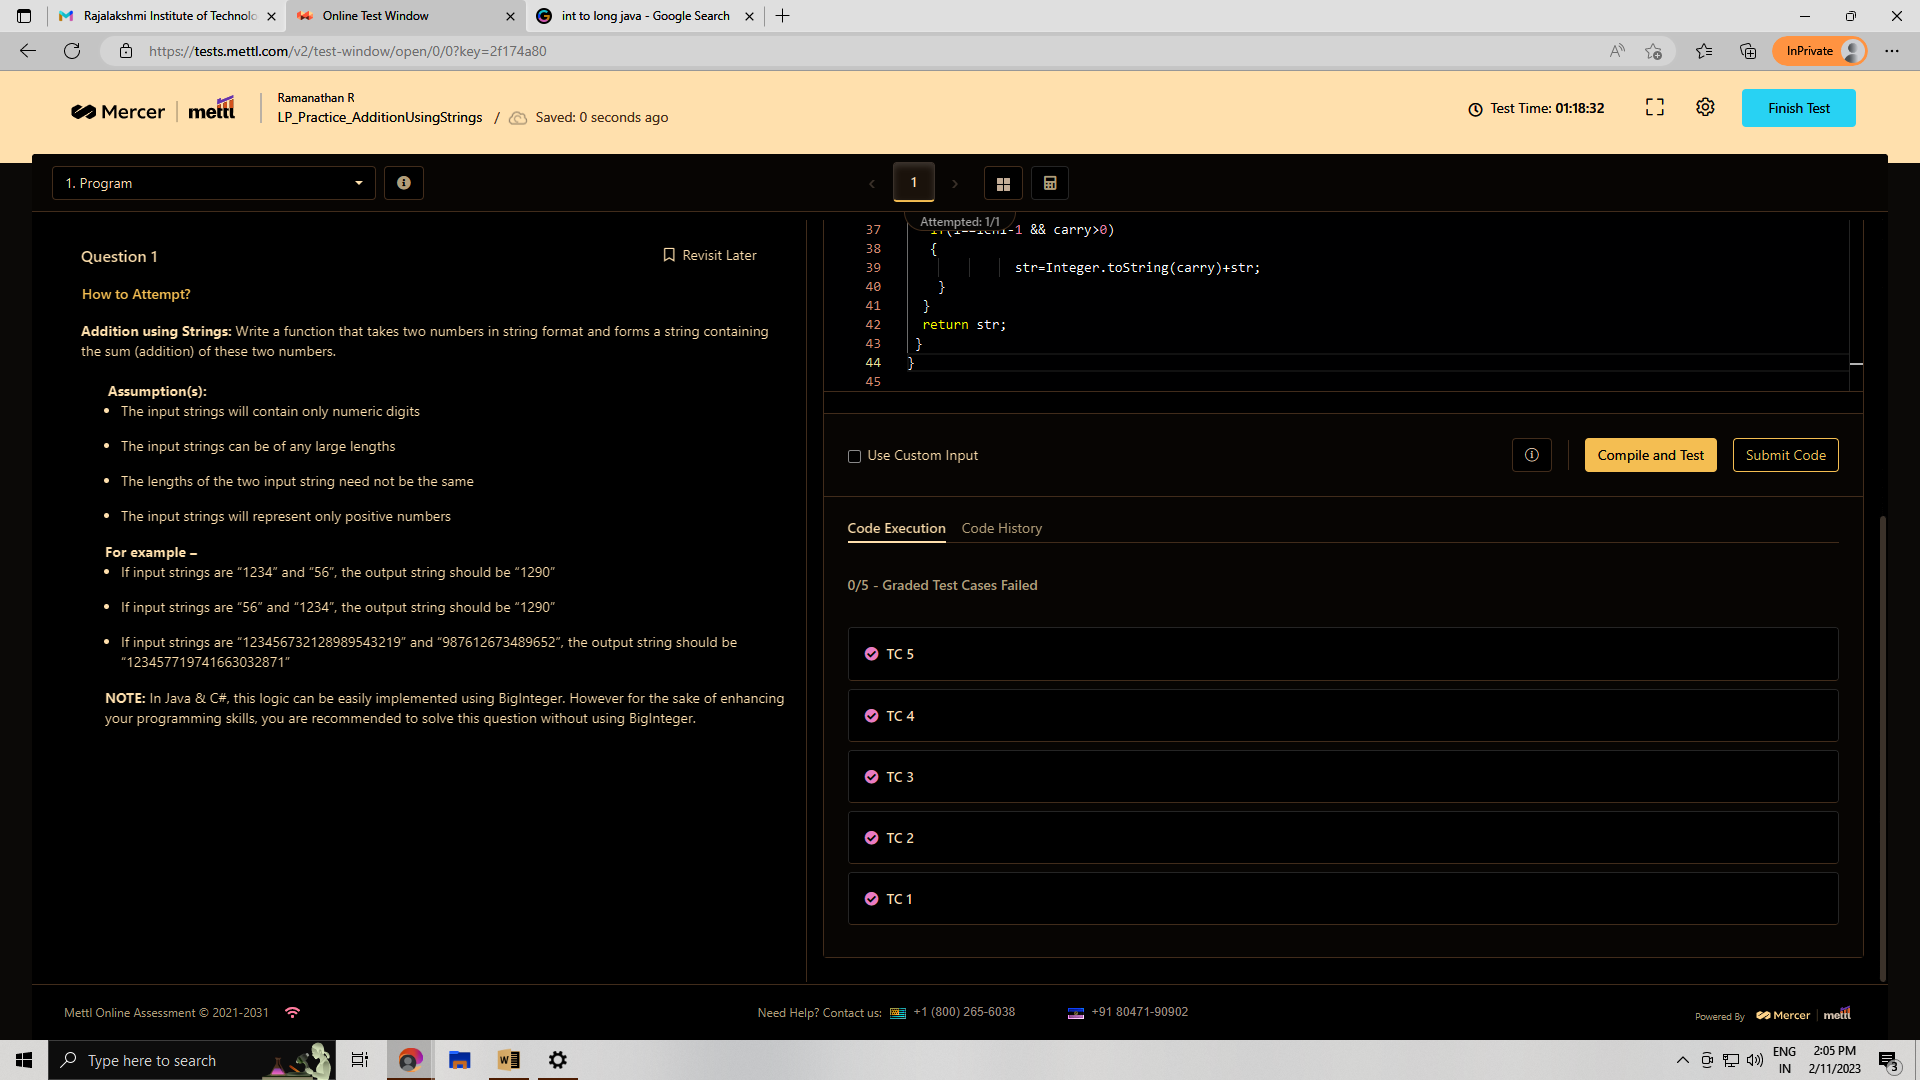 Rajalakshmi Institute of Technolo
Online Test Window
int to long java - Google Search
https://tests.mettl.com/v2/test-window/open/0/0?key=2f174a80
InPrivate
Mercer
mettl
Ramanathan R
LP_Practice_AdditionUsingStrings / Saved: 0 seconds ago
Test Time: 01:18:32
Finish Test
1. Program
1
Attempted: 1/1
Question 1
Revisit Later
How to Attempt?
Addition using Strings: Write a function that takes two numbers in string format and forms a string containing
the sum (addition) of these two numbers.
Assumption(s):
• The input strings will contain only numeric digits
• The input strings can be of any large lengths
• The lengths of the two input string need not be the same
• The input strings will represent only positive numbers
For example –
• If input strings are “1234” and “56”, the output string should be “1290”
• If input strings are “56” and “1234”, the output string should be “1290”
• If input strings are “123456732128989543219” and “987612673489652”, the output string should be
“123457719741663032871”
NOTE: In Java & C#, this logic can be easily implemented using BigInteger. However for the sake of enhancing
your programming skills, you are recommended to solve this question without using BigInteger.
37 -1 && carry>0)
38 {
39 str=Integer.toString(carry)+str;
40 }
41 }
42 return str;
43 }
44 }
45
Use Custom Input
Compile and Test
Submit Code
Code Execution
Code History
0/5 - Graded Test Cases Failed
TC 5
TC 4
TC 3
TC 2
TC 1
Mettl Online Assessment © 2021-2031
Need Help? Contact us: +1 (800) 265-6038 +91 80471-90902
Powered By Mercer mettl
Type here to search
ENG
IN
2:05 PM
2/11/2023
3